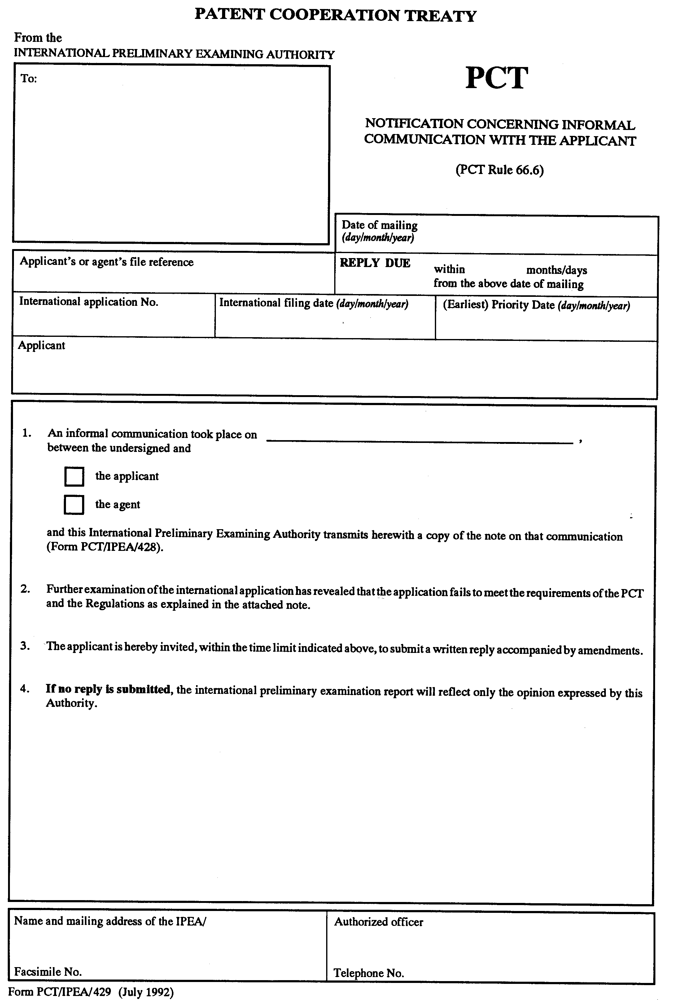 PATENT COOPERATION TREATY
From the
INTERNATIONAL PRELIMINARY EXAMINING AUTHORITY
To:
PCT
NOTIFICATION CONCERNING INFORMAL
COMMUNICATION WITH THE APPLICANT
(PCT Rule 66.6)
Date of mailing
(day/month/year)
Applicant's or agent's file reference
REPLY DUE
within months/days
from the above date of mailing
International application No.
International filing date (day/month/year)
(Earliest) Priority Date (day/month/year)
Applicant
1. An informal communication took place on ,
between the undersigned and
the applicant
the agent
and this International Preliminary Examining Authority transmits herewith a copy of the note on that communication
(Form PCT/IPEA/428).
2. Further examination of the international application has revealed that the application fails to meet the requirements of the PCT
and the Regulations as explained in the attached note.
3. The applicant is hereby invited, within the time limit indicated above, to submit a written reply accompanied by amendments.
4. If no reply is submitted, the international preliminary examination report will reflect only the opinion expressed by this
Authority.
Name and mailing address of the IPEA/
Facsimile No.
Authorized officer
Telephone No.
Form PCT/IPEA/429 (July 1992)